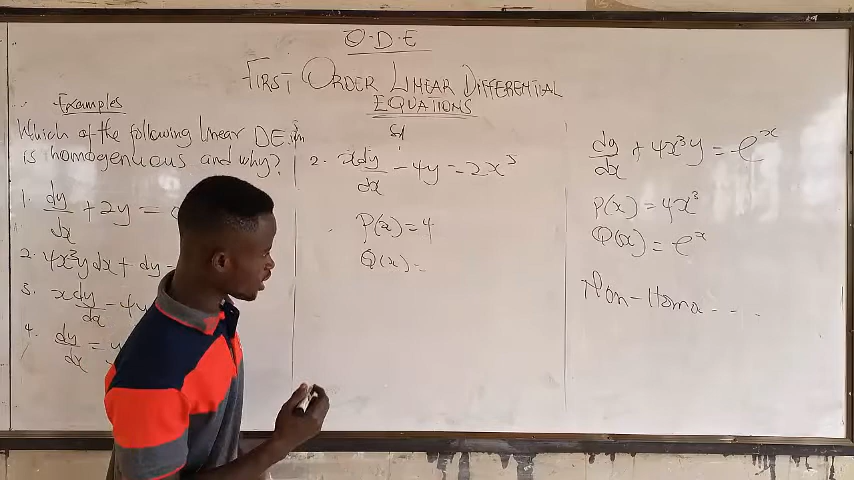 O.D.E
FIRST ORDER LINEAR DIFFERENTIAL
EQUATIONS
Examples
Which of the following linear DE
is homogenuous and why?
1. dy/dx + 2y =
2. 4x³y dx + dy =
3. x dy/dx - 4y
4. dy/dx =
2. x dy/dx - 4y = 2x³
P(x) = 4
Q(x) =
dy/dx + 4x³y = e^x
P(x) = 4x³
Q(x) = e^x
Non-Homo - - .